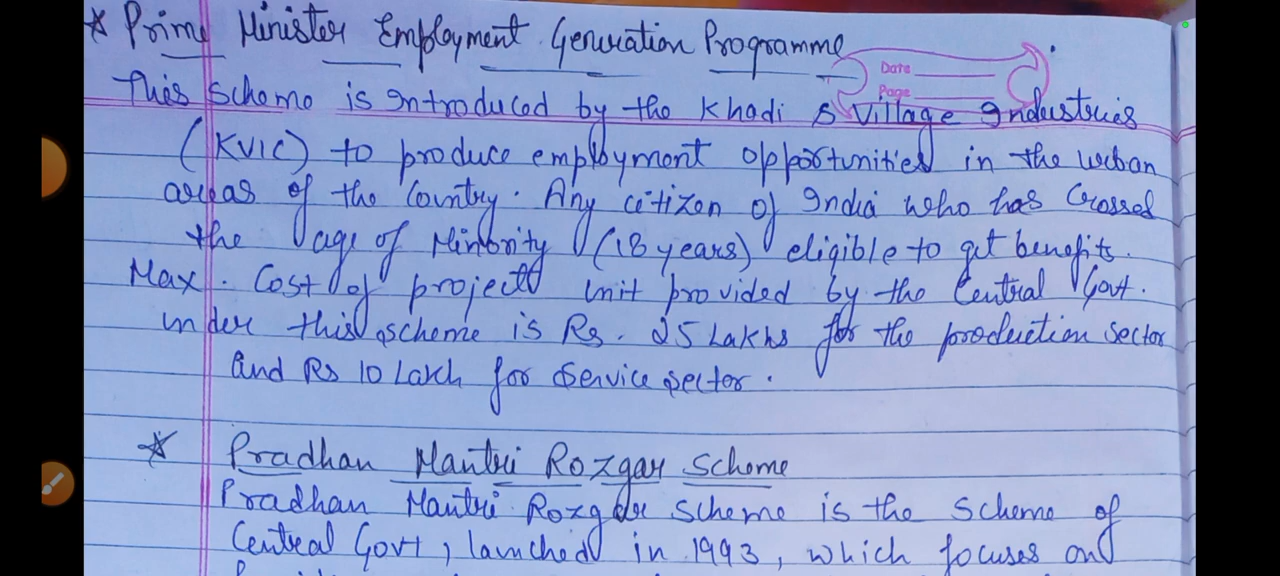 * Prime Minister Employment Generation Programme
Date
Page
This scheme is introduced by the Khadi & Village Industries
(KVIC) to produce employment opportunities in the urban
areas of the Country. Any citizen of India who has Crossed
the age of Minority (18 years) eligible to get benefits.
Max. Cost of project unit provided by the Central Govt.
under this scheme is Rs. 25 Lakhs for the production sector
and Rs 10 Lakh for Service sector.
* Pradhan Mantri Rozgar Scheme
Pradhan Mantri Rozgar scheme is the scheme of
Central Govt, lanched in 1993, which focuses on